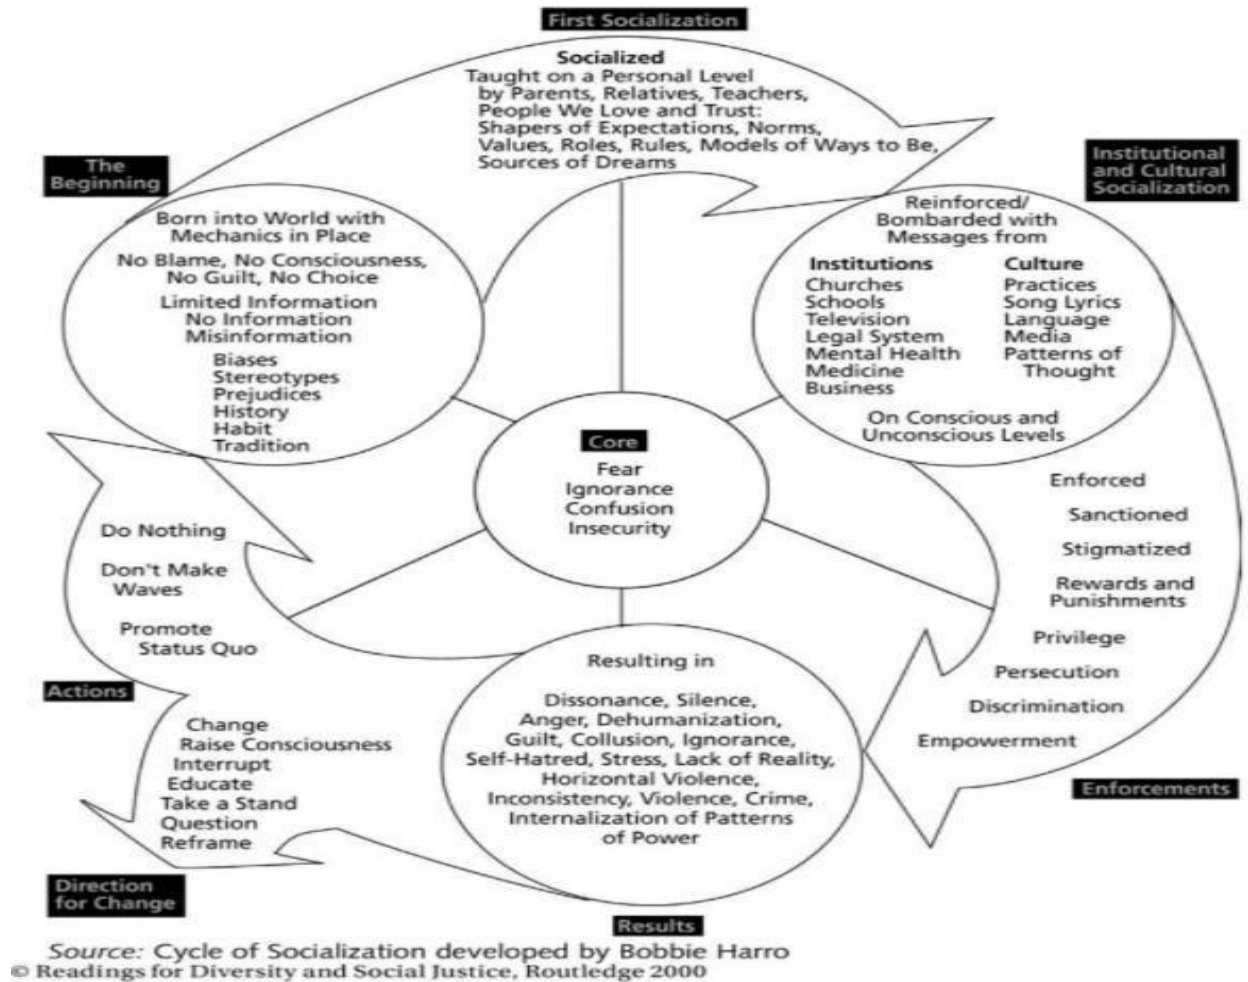 First Socialization
Socialized
Taught on a Personal Level
by Parents, Relatives, Teachers,
People We Love and Trust:
Shapers of Expectations, Norms,
Values, Roles, Rules, Models of Ways to Be,
Sources of Dreams
The
Beginning
Born into World with
Mechanics in Place
No Blame, No Consciousness,
No Guilt, No Choice
Limited Information
No Information
Misinformation
Biases
Stereotypes
Prejudices
History
Habit
Tradition
Institutional
and Cultural
Socialization
Reinforced/
Bombarded with
Messages from
Institutions
Churches
Schools
Television
Legal System
Mental Health
Medicine
Business
Culture
Practices
Song Lyrics
Language
Media
Patterns of
Thought
On Conscious and
Unconscious Levels
Core
Fear
Ignorance
Confusion
Insecurity
Enforced
Sanctioned
Stigmatized
Rewards and
Punishments
Privilege
Persecution
Discrimination
Empowerment
Enforcements
Resulting in
Dissonance, Silence,
Anger, Dehumanization,
Guilt, Collusion, Ignorance,
Self-Hatred, Stress, Lack of Reality,
Horizontal Violence,
Inconsistency, Violence, Crime,
Internalization of Patterns
of Power
Results
Do Nothing
Don't Make
Waves
Promote
Status Quo
Actions
Change
Raise Consciousness
Interrupt
Educate
Take a Stand
Question
Reframe
Direction
for Change
Source: Cycle of Socialization developed by Bobbie Harro
© Readings for Diversity and Social Justice, Routledge 2000